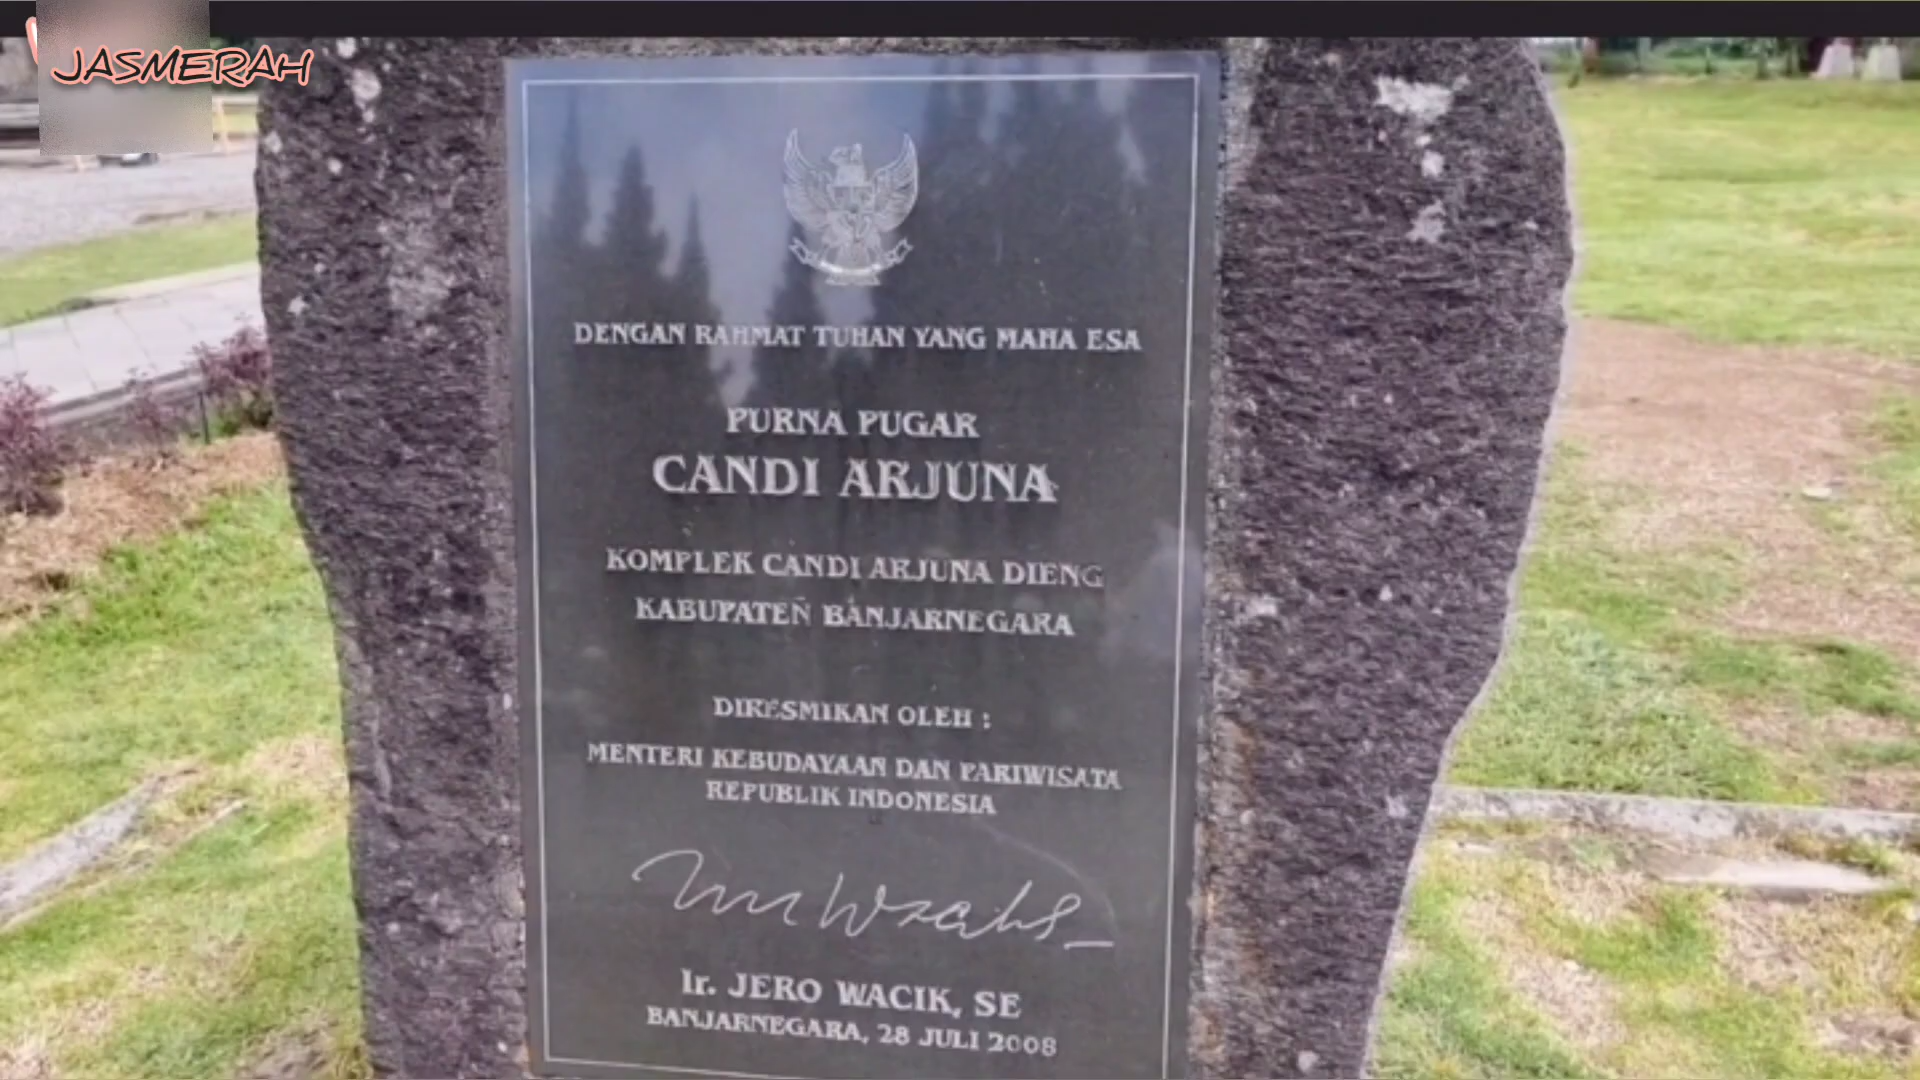 JASMERAH
DENGAN RAHMAT TUHAN YANG MAHA ESA
PURNA PUGAR
CANDI ARJUNA
KOMPLEK CANDI ARJUNA DIENG
KABUPATEN BANJARNEGARA
DIRESMIKAN OLEH :
MENTERI KEBUDAYAAN DAN PARIWISATA
REPUBLIK INDONESIA
Ir. JERO WACIK, SE
BANJARNEGARA, 28 JULI 2008